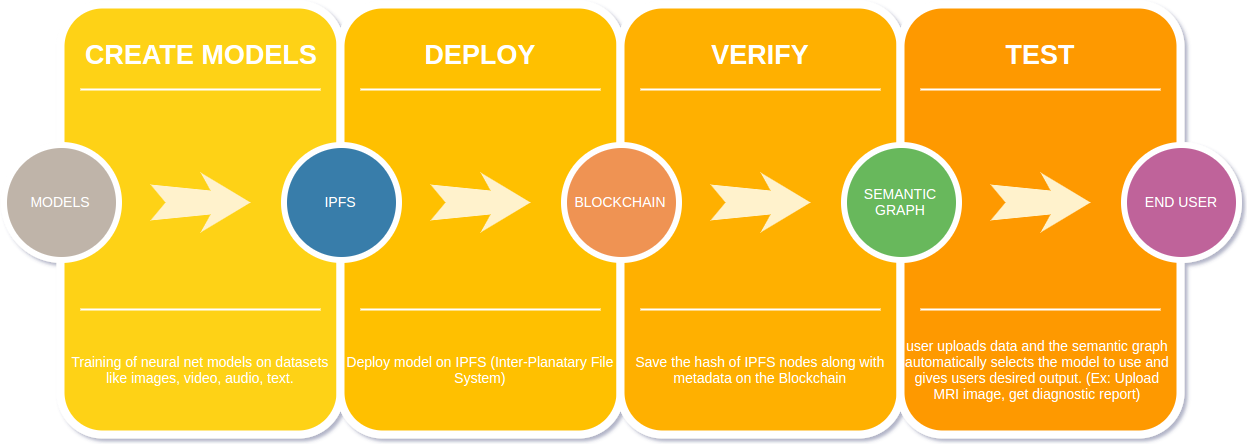 CREATE MODELS
DEPLOY
VERIFY
TEST
MODELS
IPFS
BLOCKCHAIN
SEMANTIC
GRAPH
END USER
Training of neural net models on datasets
like images, video, audio, text.
Deploy model on IPFS (Inter-Planatary File
System)
Save the hash of IPFS nodes along with
metadata on the Blockchain
user uploads data and the semantic graph
automatically selects the model to use and
gives users desired output. (Ex: Upload
MRI image, get diagnostic report)